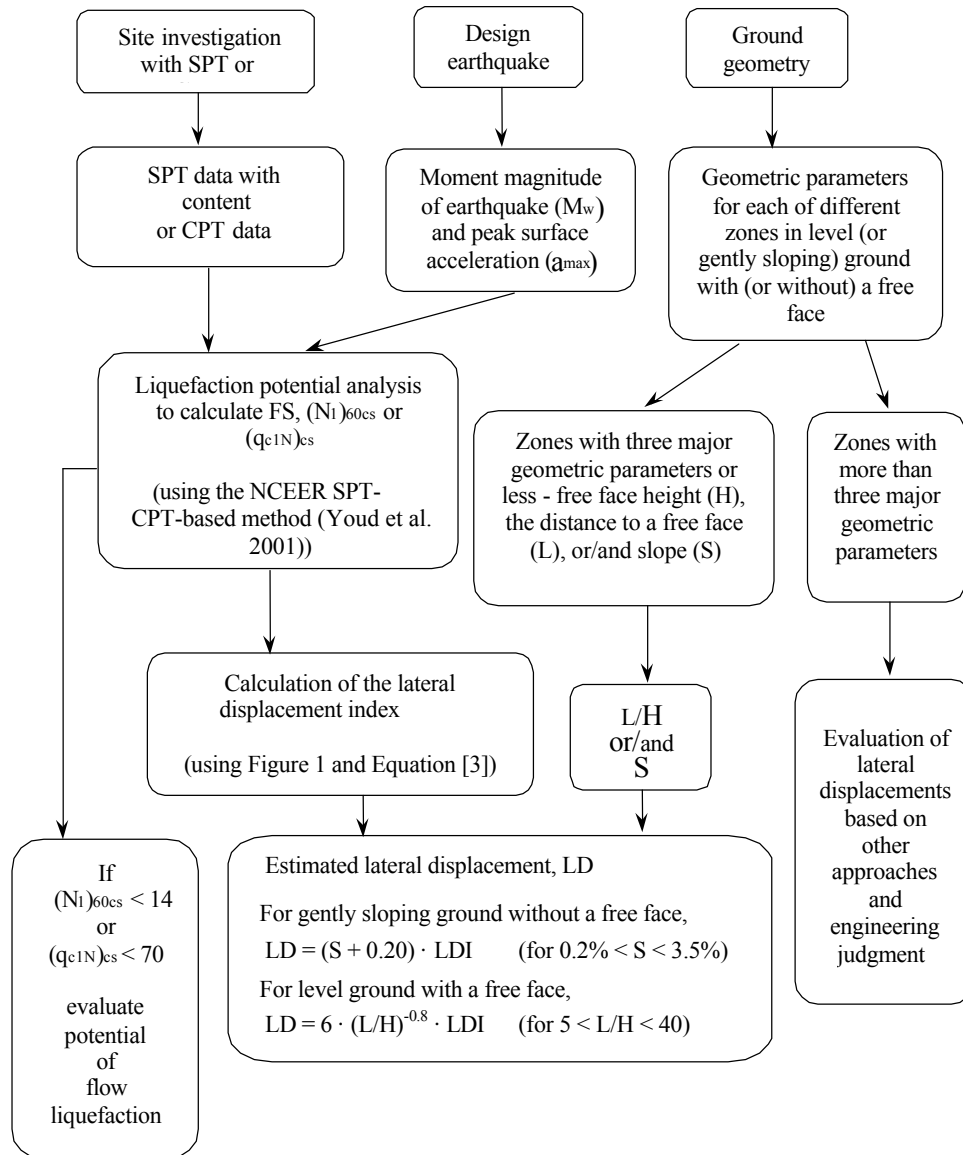 Site investigation
with SPT or
Design
earthquake
Ground
geometry
SPT data with
content
or CPT data
Moment magnitude
of earthquake (Mw)
and peak surface
acceleration (amax)
Geometric parameters
for each of different
zones in level (or
gently sloping) ground
with (or without) a free
face
Liquefaction potential analysis
to calculate FS, (N1)60cs or
(qc1N)cs
(using the NCEER SPT-
CPT-based method (Youd et al.
2001))
Zones with three major
geometric parameters or
less - free face height (H),
the distance to a free face
(L), or/and slope (S)
Zones with
more than
three major
geometric
parameters
Calculation of the lateral
displacement index
(using Figure 1 and Equation [3])
L/H
or/and
S
Evaluation of
lateral
displacements
based on
other
approaches
and
engineering
judgment
If
(N1)60cs < 14
or
(qc1N)cs < 70
evaluate
potential
of
flow
liquefaction
Estimated lateral displacement, LD
For gently sloping ground without a free face,
LD = (S + 0.20) · LDI (for 0.2% < S < 3.5%)
For level ground with a free face,
LD = 6 · (L/H)-0.8 · LDI (for 5 < L/H < 40)